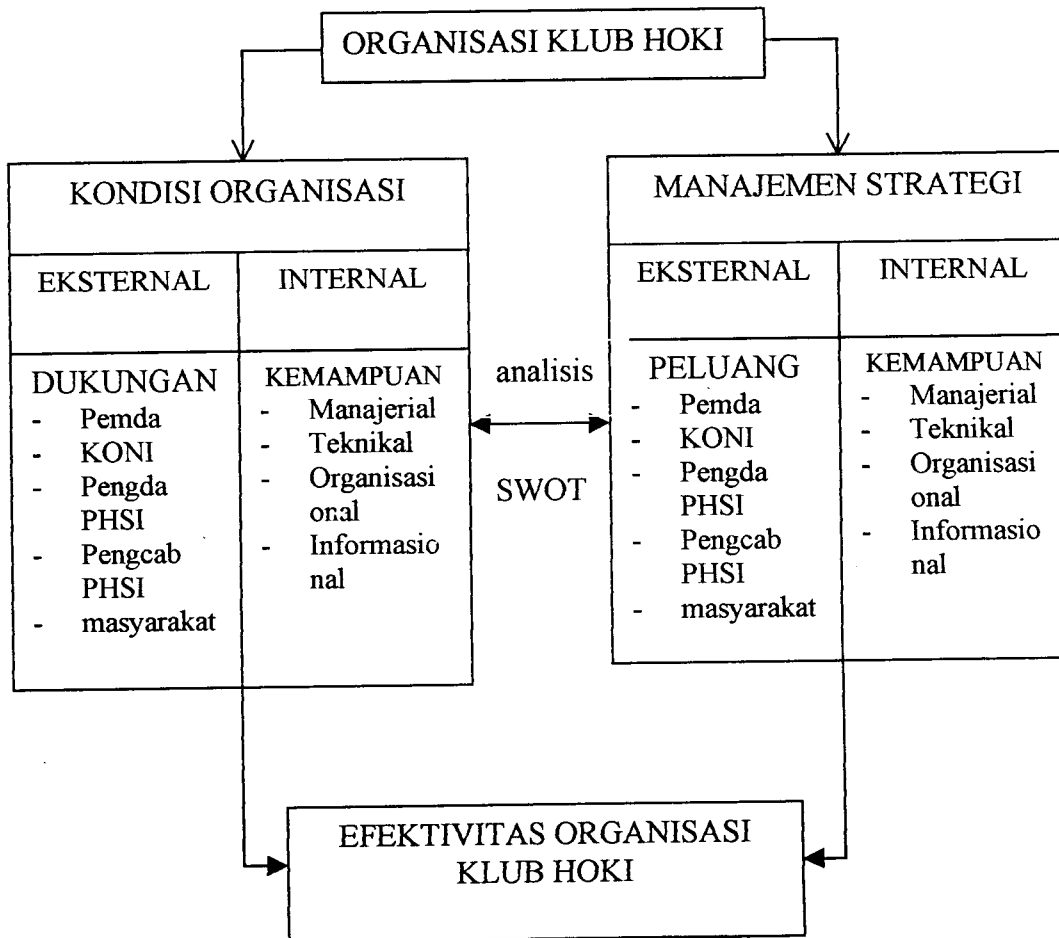 ORGANISASI KLUB HOKI
KONDISI ORGANISASI
EKSTERNAL
INTERNAL
DUKUNGAN
- Pemda
- KONI
- Pengda
PHSI
- Pengcab
PHSI
- masyarakat
KEMAMPUAN
- Manajerial
- Teknikal
- Organisasi
onal
- Informasio
nal
analisis
SWOT
MANAJEMEN STRATEGI
EKSTERNAL
INTERNAL
PELUANG
- Pemda
- KONI
- Pengda
PHSI
- Pengcab
PHSI
- masyarakat
KEMAMPUAN
- Manajerial
- Teknikal
- Organisasi
onal
- Informasio
nal
EFEKTIVITAS ORGANISASI
KLUB HOKI